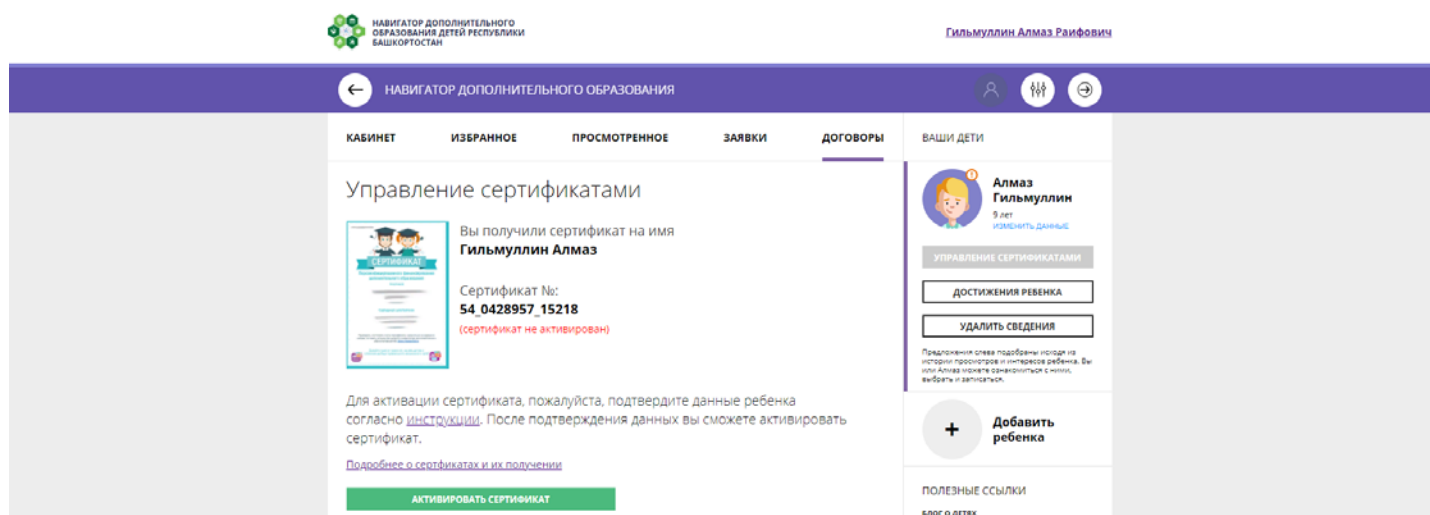 НАВИГАТОР ДОПОЛНИТЕЛЬНОГО
ОБРАЗОВАНИЯ ДЕТЕЙ РЕСПУБЛИКИ
БАШКОРТОСТАН
Гильмуллин Алмаз Раифович
НАВИГАТОР ДОПОЛНИТЕЛЬНОГО ОБРАЗОВАНИЯ
КАБИНЕТ ИЗБРАННОЕ ПРОСМОТРЕННОЕ ЗАЯВКИ ДОГОВОРЫ
Управление сертификатами
СЕРТИФИКАТ
Вы получили сертификат на имя
Гильмуллин Алмаз
Сертификат №:
54_0428957_15218
(сертификат не активирован)
Для активации сертификата, пожалуйста, подтвердите данные ребенка
согласно инструкции. После подтверждения данных вы сможете активировать
сертификат.
Подробнее о сертфикатах и их получении
АКТИВИРОВАТЬ СЕРТИФИКАТ
ВАШИ ДЕТИ
Алмаз
Гильмуллин
9 лет
ИЗМЕНИТЬ ДАННЫЕ
УПРАВЛЕНИЕ СЕРТИФИКАТАМИ
ДОСТИЖЕНИЯ РЕБЕНКА
УДАЛИТЬ СВЕДЕНИЯ
Предложения слева подобраны исходя из
истории просмотров и интересов ребенка. Вы
или Алмаз можете ознакомиться с ними,
выбрать и записаться.
+
Добавить
ребенка
ПОЛЕЗНЫЕ ССЫЛКИ
БЛОГ О ДЕТЯХ